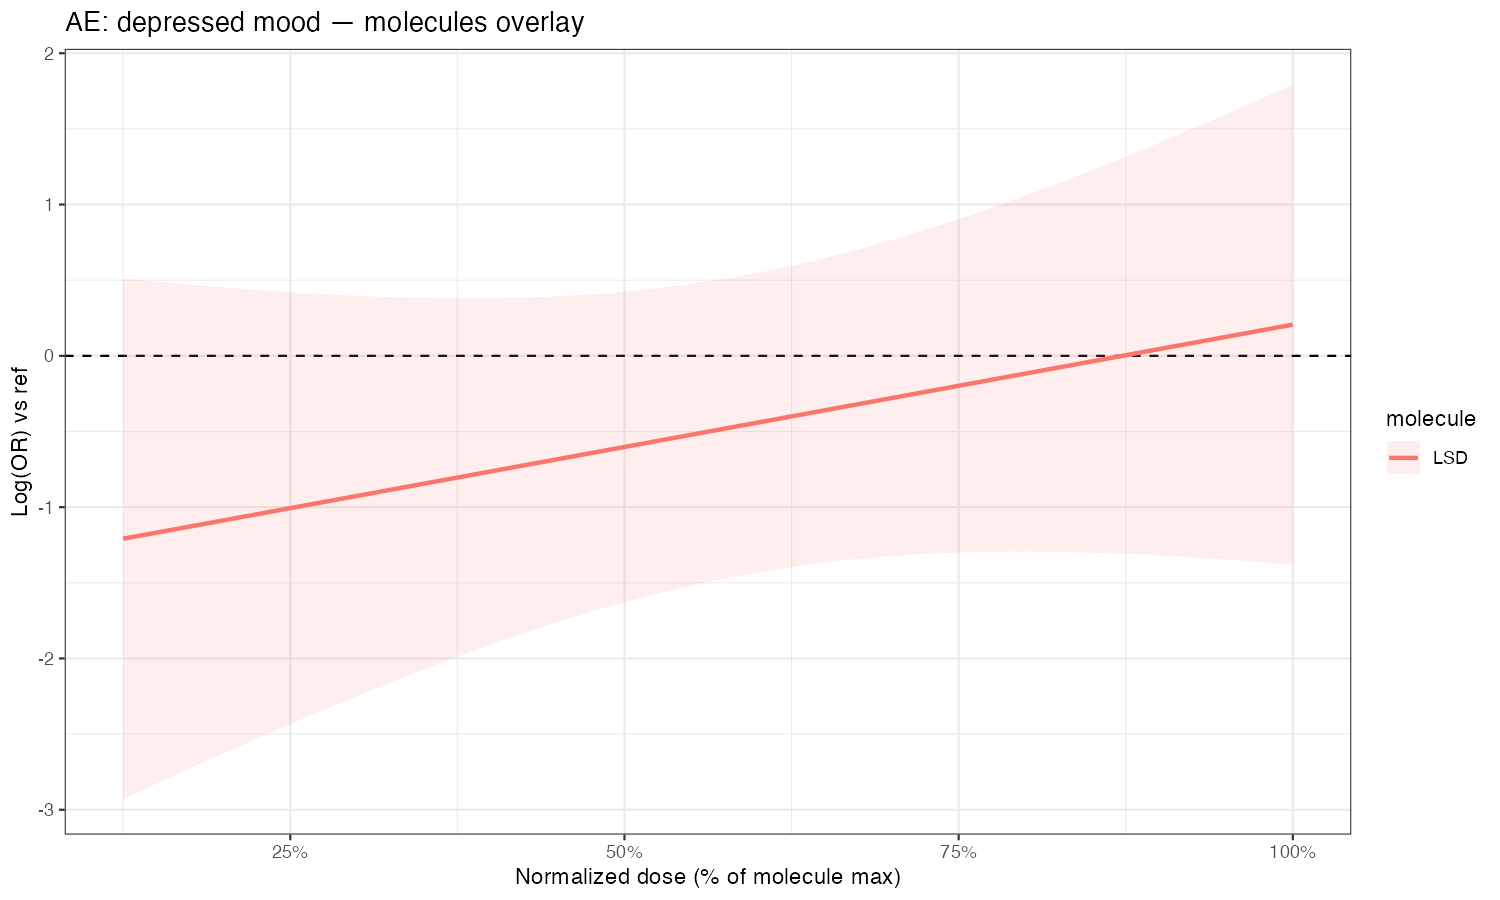 AE: depressed mood — molecules overlay
2
1
0
-1
-2
-3
Log(OR) vs ref
25%
50%
75%
100%
Normalized dose (% of molecule max)
molecule
LSD